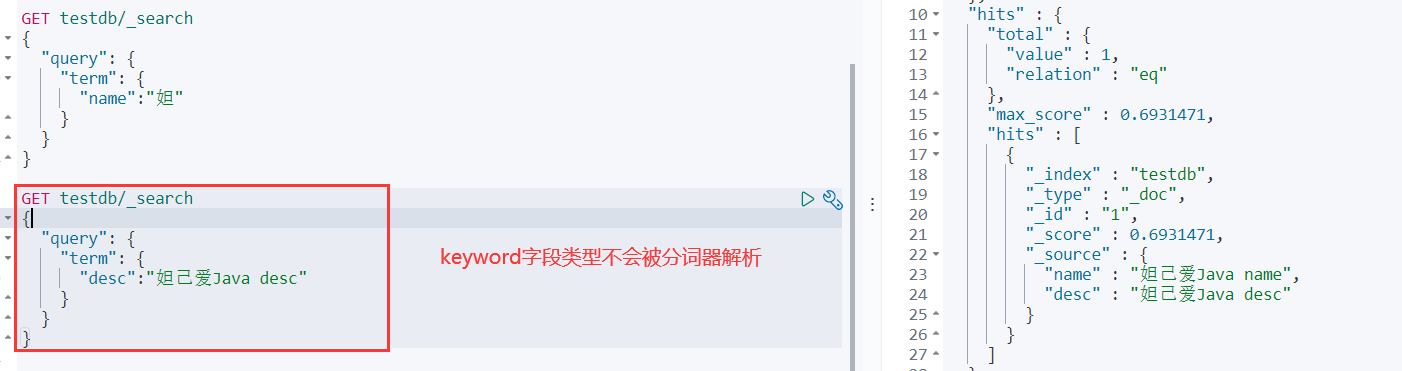 GET testdb/_search
{
"query": {
"term": {
"name":"妲"
}
}
}
GET testdb/_search
{
"query": {
"term": {
"desc":"妲己爱Java desc"
}
}
}
keyword字段类型不会被分词器解析
10 "hits" : {
11 "total" : {
12 "value" : 1,
13 "relation" : "eq"
14 },
15 "max_score" : 0.6931471,
16 "hits" : [
17 {
18 "_index" : "testdb",
19 "_type" : "_doc",
20 "_id" : "1",
21 "_score" : 0.6931471,
22 "_source" : {
23 "name" : "妲己爱Java name",
24 "desc" : "妲己爱Java desc"
25 }
26 }
27 ]